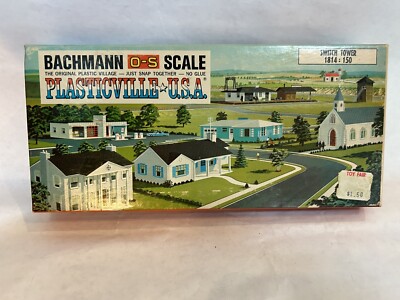 BACHMANN O-S SCALE
THE ORIGINAL PLASTIC VILLAGE — JUST SNAP TOGETHER — NO GLUE
PLASTICVILLE ☆ U.S.A.
SWITCH TOWER
1814:150
TOY FAIR
$1.60